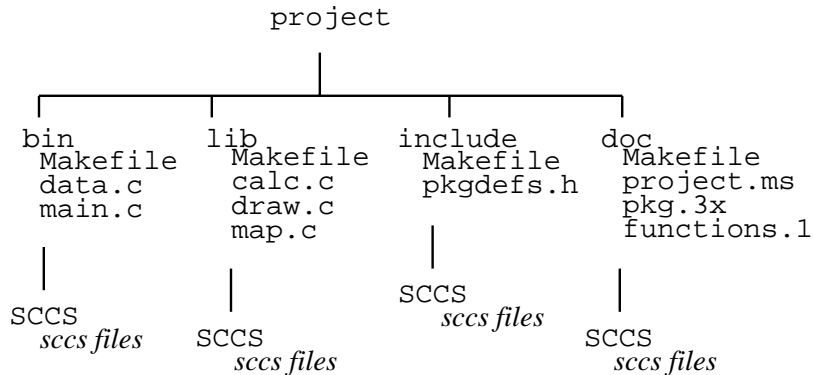 project
bin
Makefile
data.c
main.c
SCCS
sccs files
lib
Makefile
calc.c
draw.c
map.c
SCCS
sccs files
include
Makefile
pkgdefs.h
SCCS
sccs files
doc
Makefile
project.ms
pkg.3x
functions.1
SCCS
sccs files